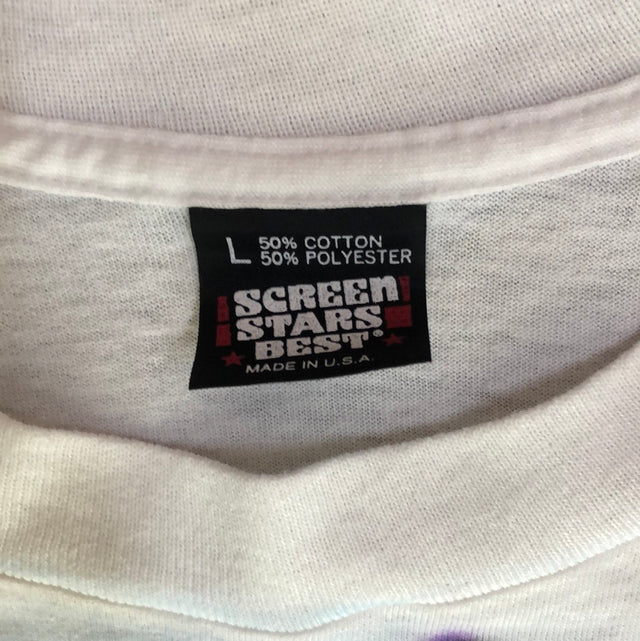 L 50% COTTON
50% POLYESTER
SCREEN
STARS
BEST®
MADE IN U.S.A.